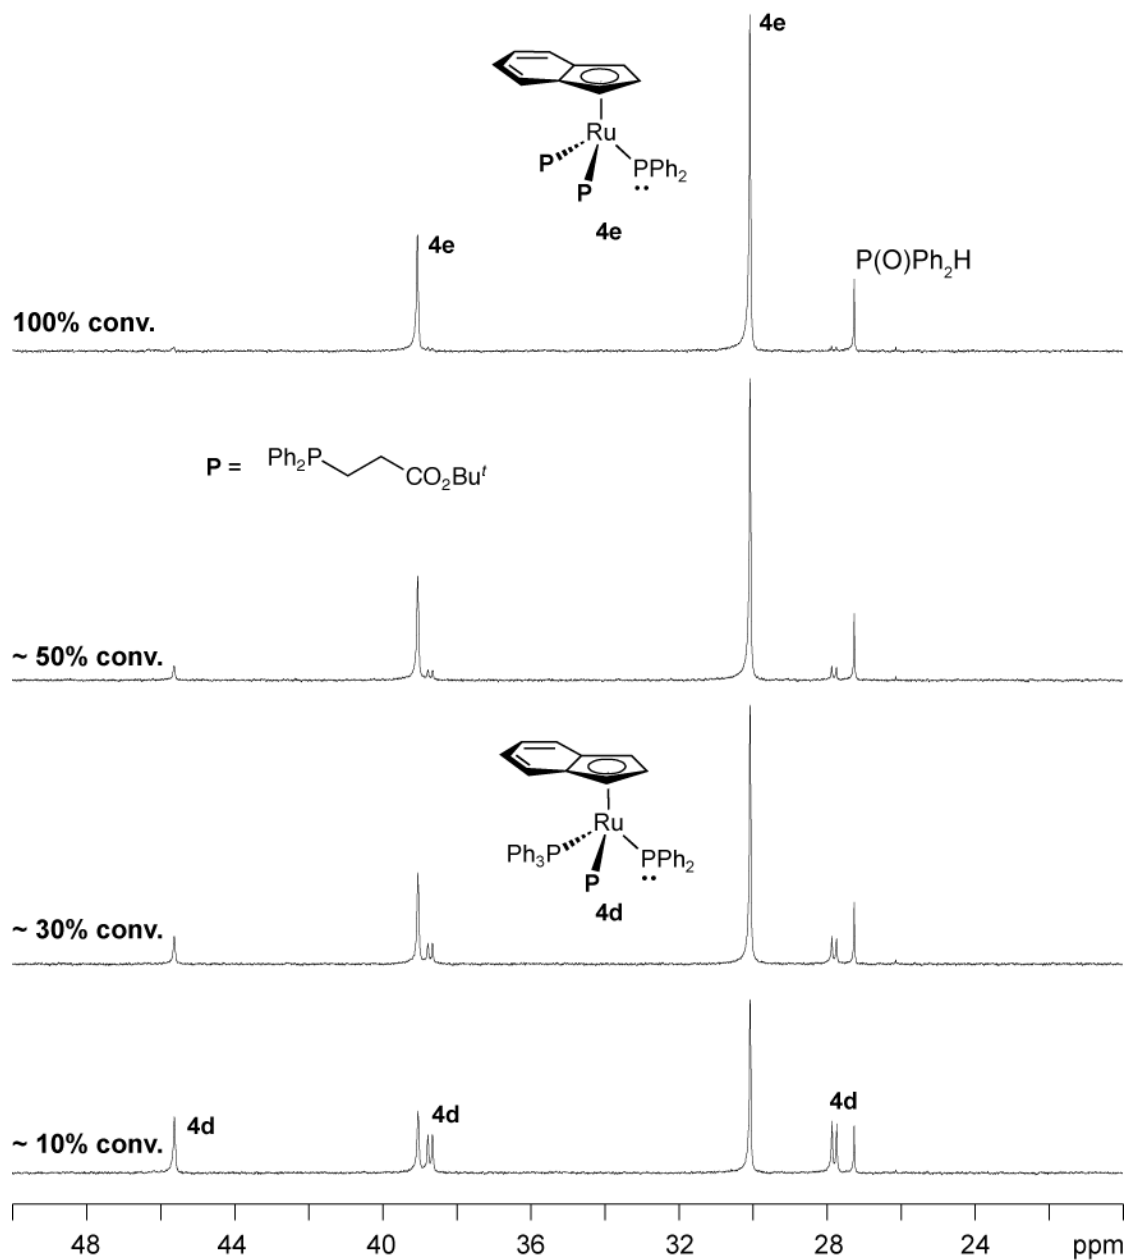 4e
Ru
P
PPh₂
P
4e
4e
P(O)Ph₂H
100% conv.
P = Ph₂P CO₂Buᵗ
~ 50% conv.
Ru
Ph₃P
PPh₂
P
4d
~ 30% conv.
4d
4d
4d
~ 10% conv.
48 44 40 36 32 28 24 ppm